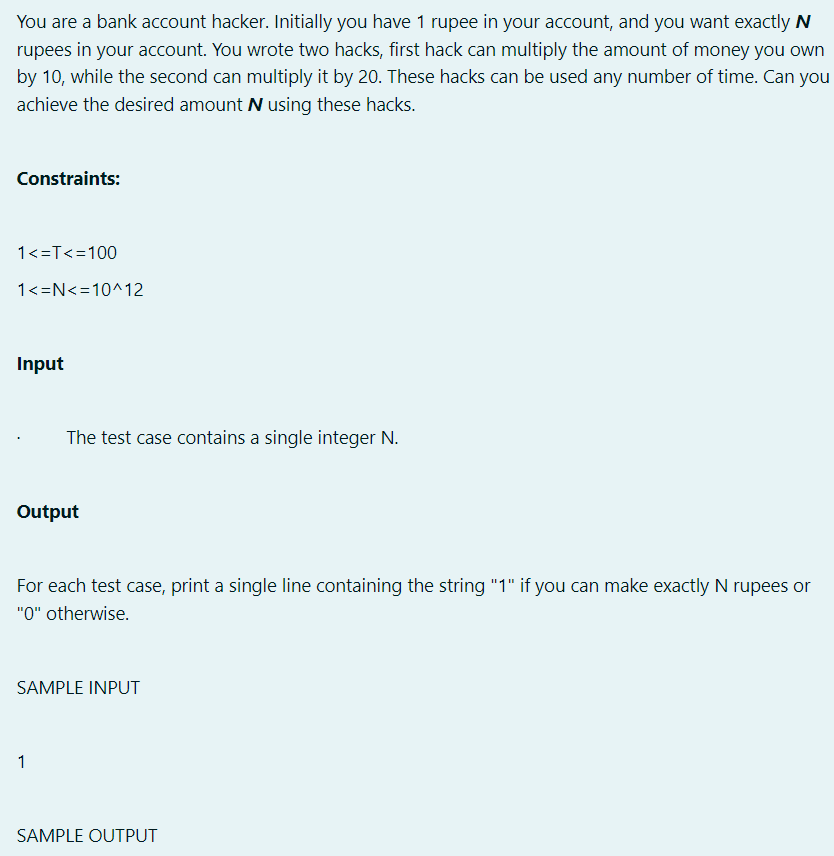 You are a bank account hacker. Initially you have 1 rupee in your account, and you want exactly N
rupees in your account. You wrote two hacks, first hack can multiply the amount of money you own
by 10, while the second can multiply it by 20. These hacks can be used any number of time. Can you
achieve the desired amount N using these hacks.
Constraints:
1<=T<=100
1<=N<=10^12
Input
· The test case contains a single integer N.
Output
For each test case, print a single line containing the string "1" if you can make exactly N rupees or
"0" otherwise.
SAMPLE INPUT
1
SAMPLE OUTPUT